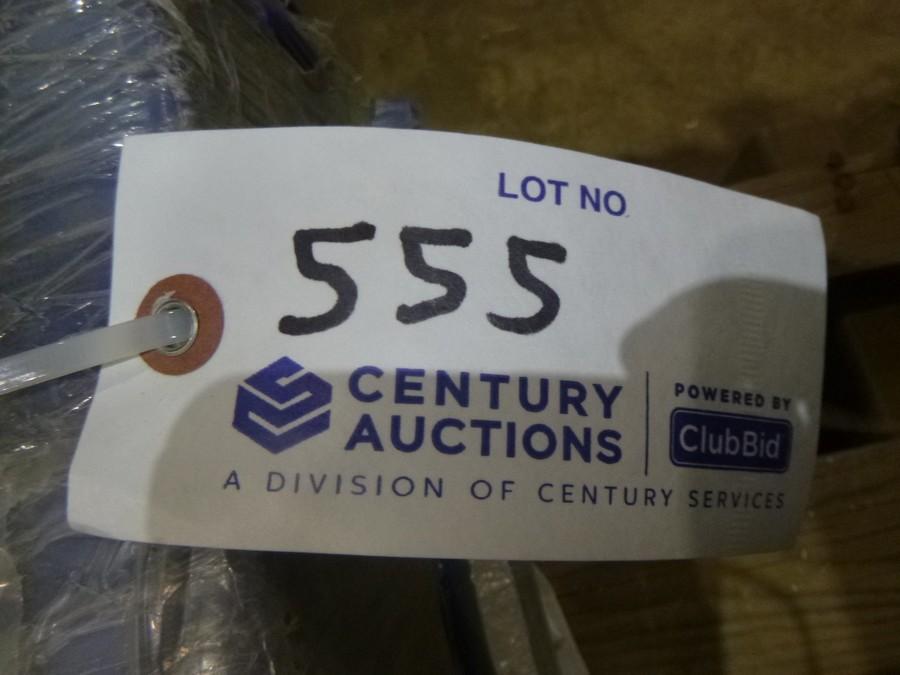 LOT NO.
555
CENTURY
AUCTIONS
POWERED BY
ClubBid
A DIVISION OF CENTURY SERVICES